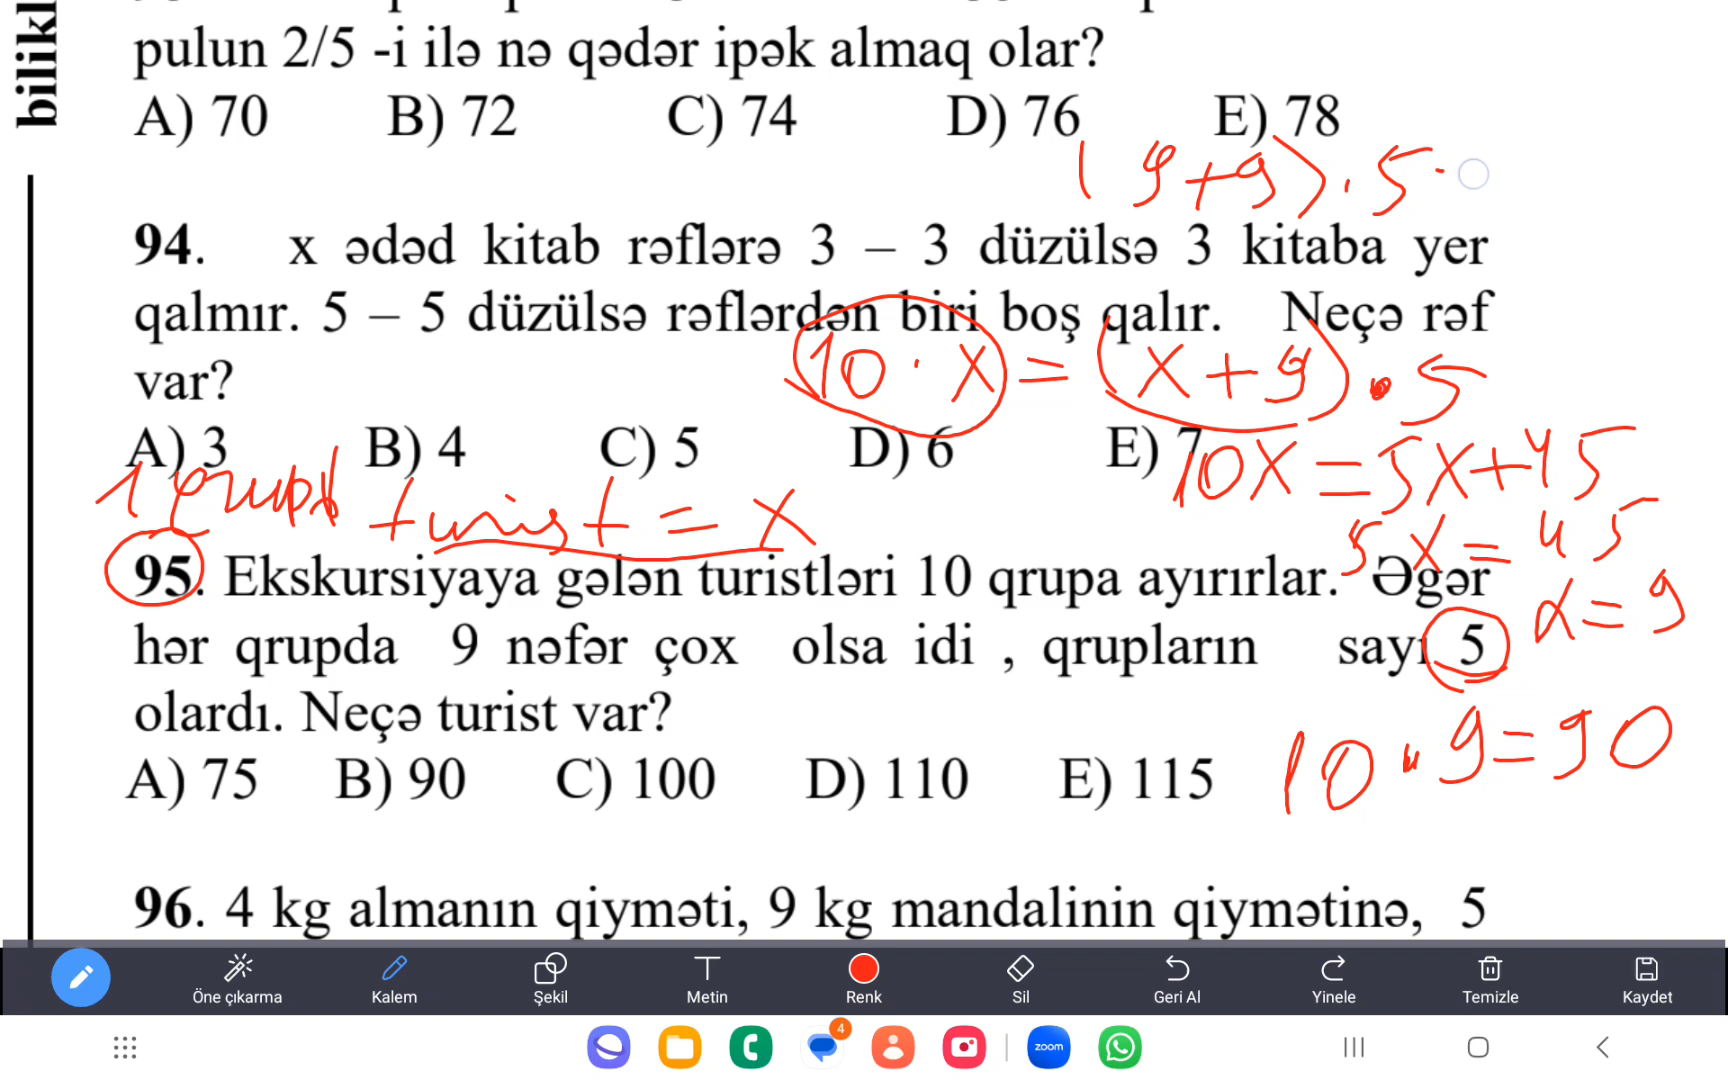 bilikl
pulun 2/5 -i ilə nə qədər ipək almaq olar?
A) 70 B) 72 C) 74 D) 76 E) 78
(9+9).5.
94. x ədəd kitab rəflərə 3 – 3 düzülsə 3 kitaba yer
qalmır. 5 – 5 düzülsə rəflərdən biri boş qalır. Neçə rəf
var?
10 · x = (x + 9) · 5
A) 3 B) 4 C) 5 D) 6 E) 7
10x = 5x+45
1 qrupd turist = x
5x = 45
95. Ekskursiyaya gələn turistləri 10 qrupa ayırırlar. Əgər
x = 9
hər qrupda 9 nəfər çox olsa idi , qrupların sayı 5
olardı. Neçə turist var?
10 · 9 = 90
A) 75 B) 90 C) 100 D) 110 E) 115
96. 4 kg almanın qiyməti, 9 kg mandalinin qiymətinə, 5
Öne çıkarma Kalem Şekil Metin Renk Sil Geri Al Yinele Temizle Kaydet
4
zoom